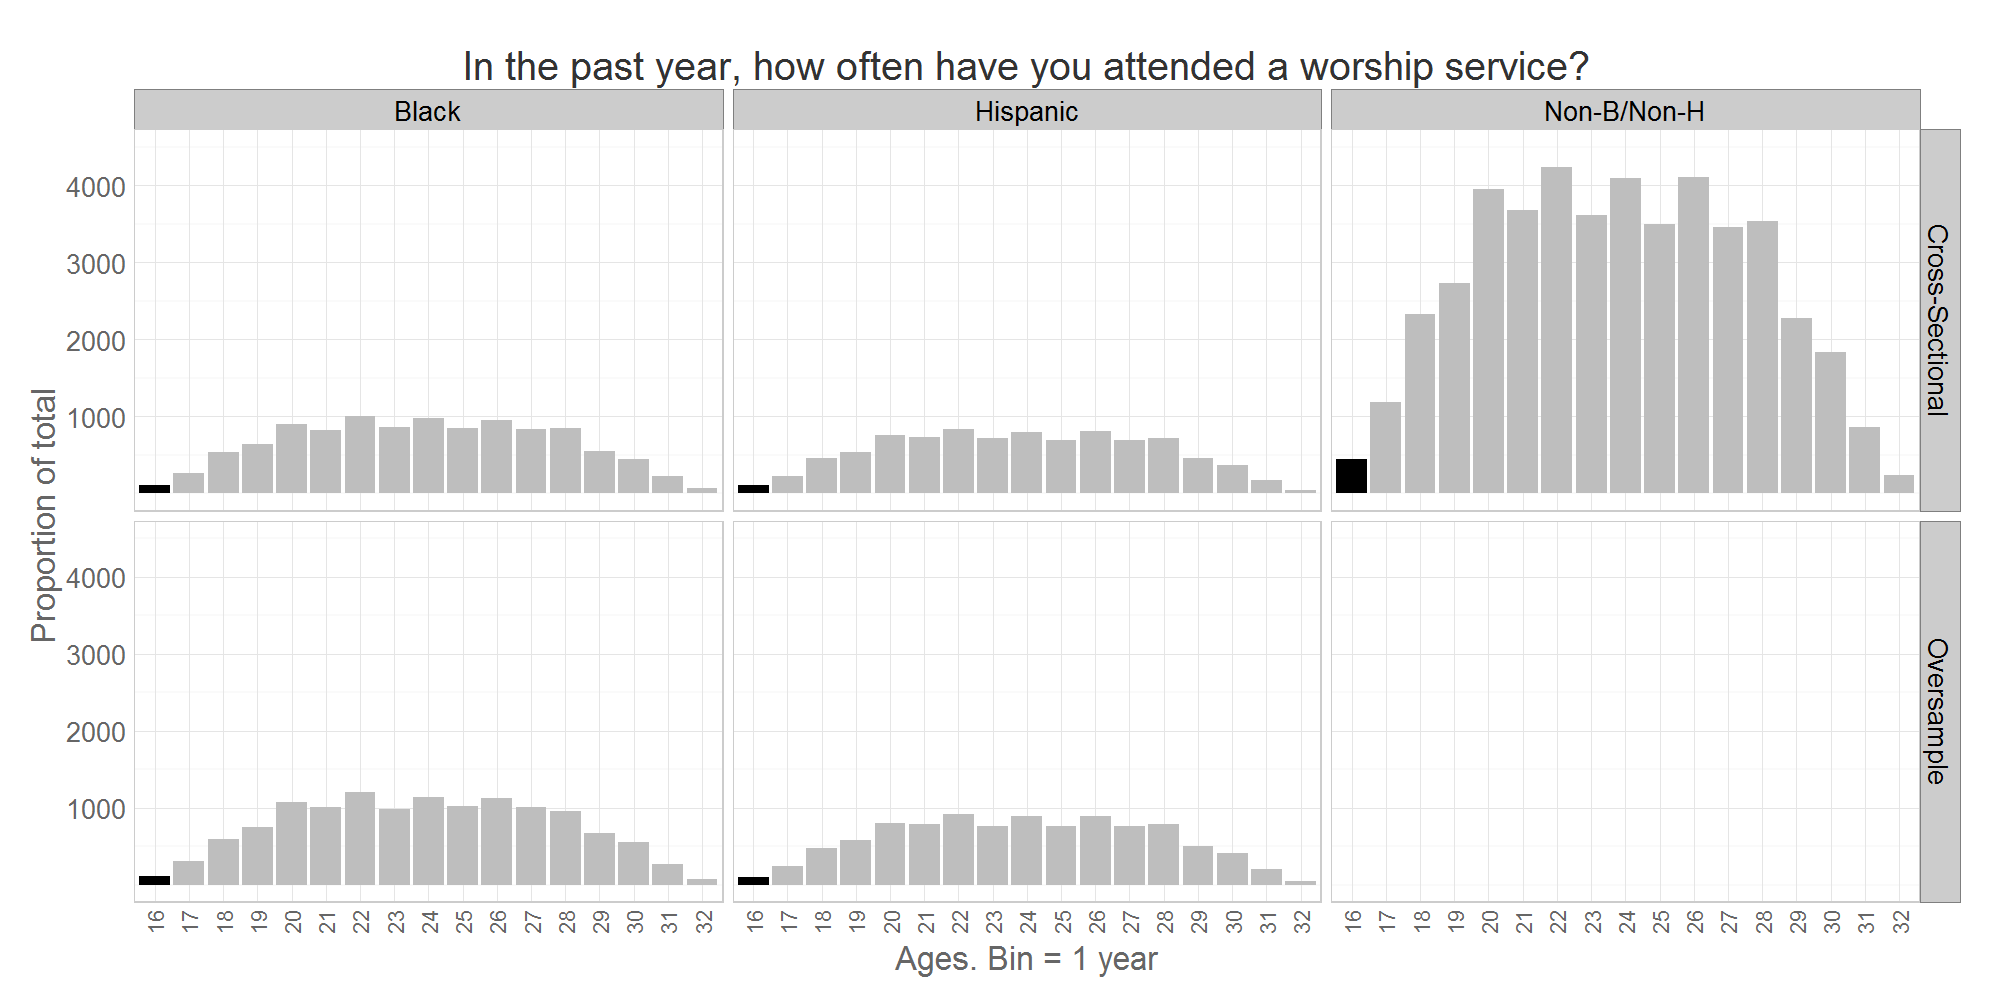 In the past year, how often have you attended a worship service?
Black
Hispanic
Non-B/Non-H
4000
3000
2000
1000
Cross-Sectional
Proportion of total
4000
3000
2000
1000
Oversample
16 17 18 19 20 21 22 23 24 25 26 27 28 29 30 31 32
16 17 18 19 20 21 22 23 24 25 26 27 28 29 30 31 32
16 17 18 19 20 21 22 23 24 25 26 27 28 29 30 31 32
Ages. Bin = 1 year